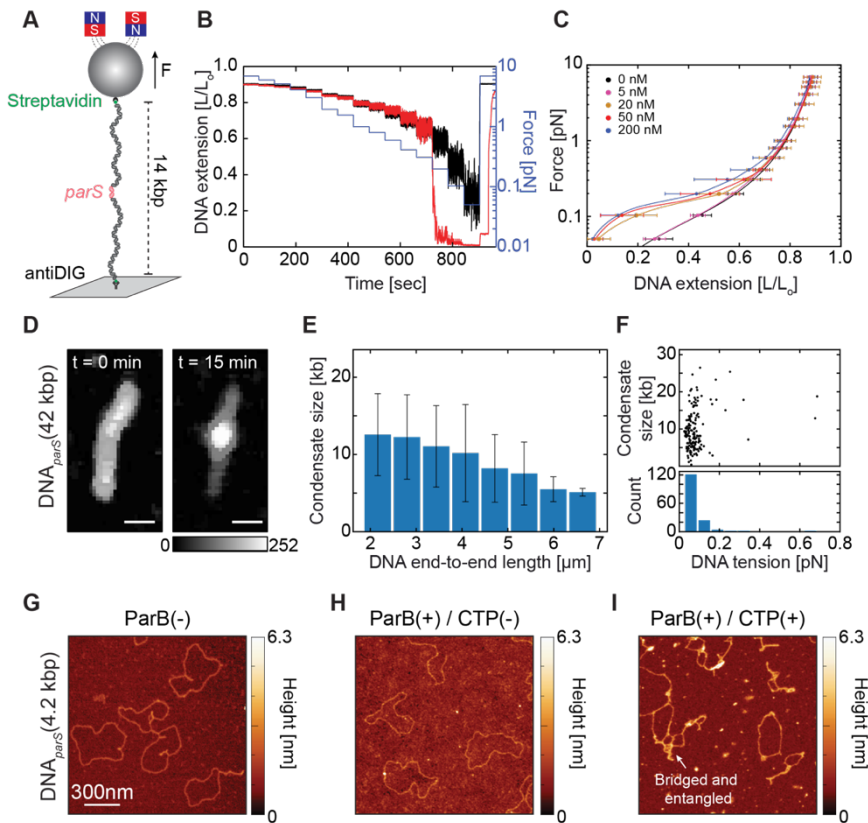 A
N
S
S
N
F
Streptavidin
parS
14 kbp
antiDIG
B
DNA extension [L/Lo]
1.0
0.8
0.6
0.4
0.2
0
0 200 400 600 800
Time [sec]
10
1
0.1
0.01
Force [pN]
C
Force [pN]
10
1
0.1
0 nM
5 nM
20 nM
50 nM
200 nM
0 0.2 0.4 0.6 0.8 1.0
DNA extension [L/Lo]
D
DNAparS(42 kbp)
t = 0 min
t = 15 min
0 252
E
Condensate size [kb]
20
10
0
2 3 4 5 6 7
DNA end-to-end length [µm]
F
Condensate
size [kb]
30
20
10
0
Count
120
60
0
0 0.2 0.4 0.6 0.8
DNA tension [pN]
G
ParB(-)
DNAparS(4.2 kbp)
300nm
6.3
Height [nm]
0
H
ParB(+) / CTP(-)
6.3
Height [nm]
0
I
ParB(+) / CTP(+)
Bridged and
entangled
6.3
Height [nm]
0